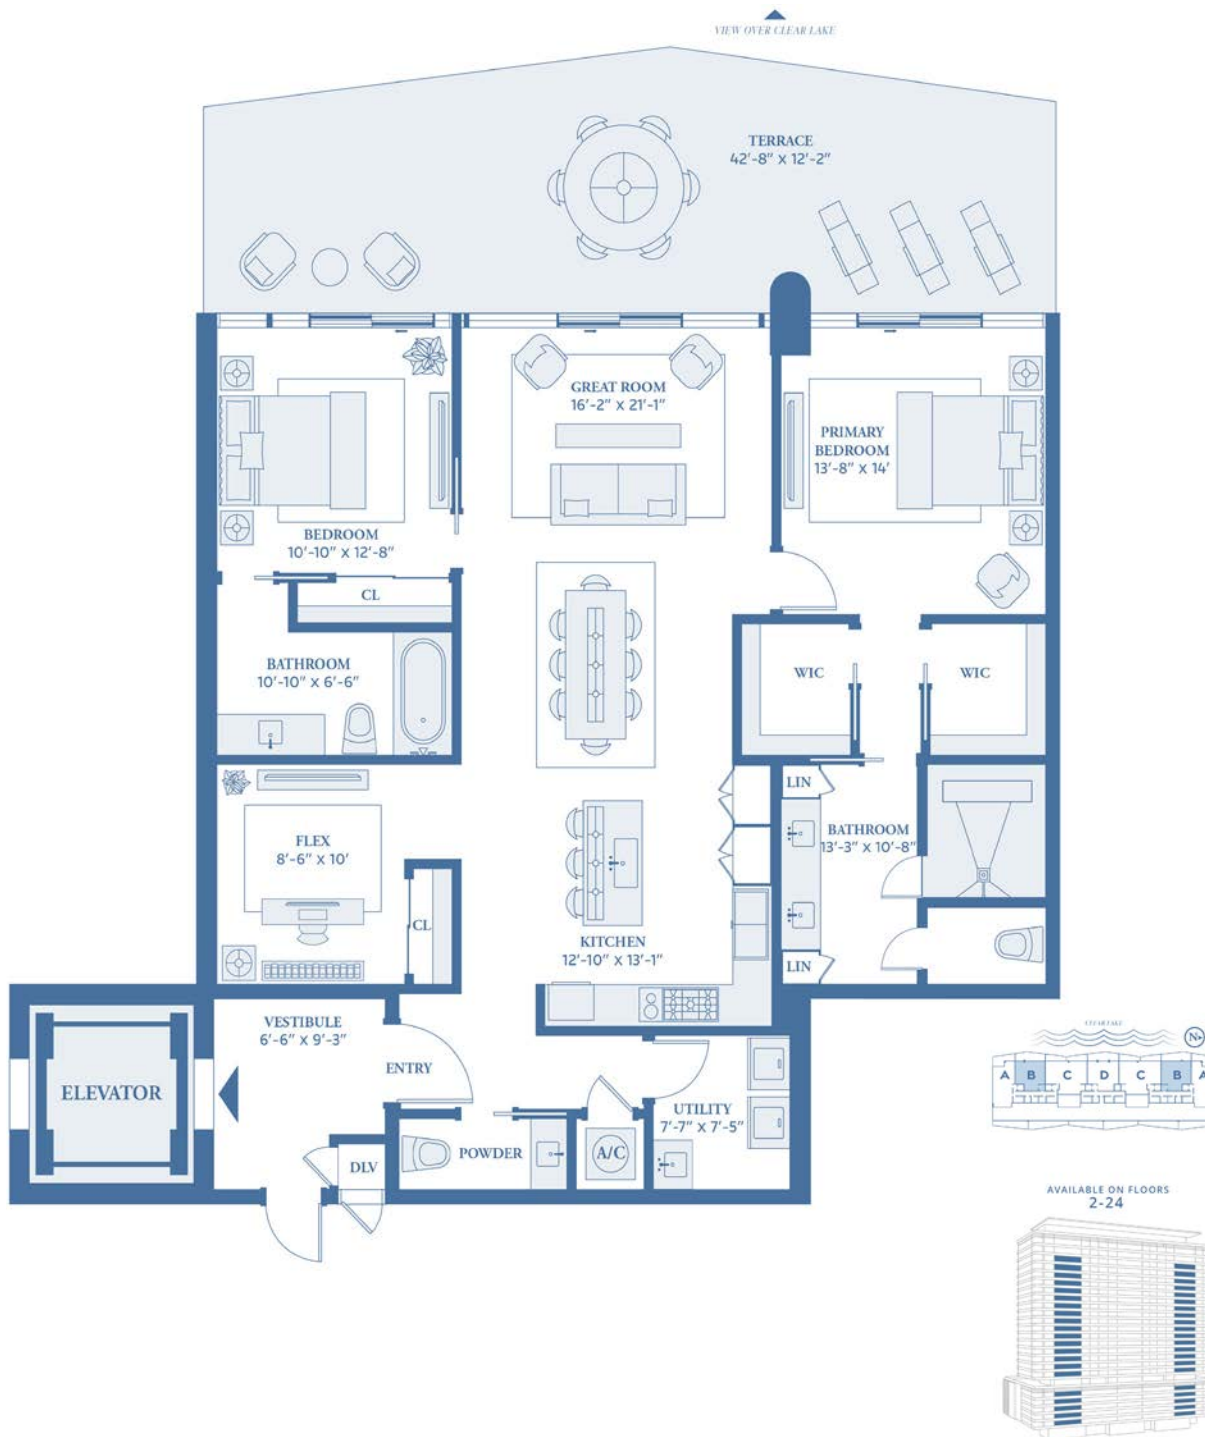 VIEW OVER CLEAR LAKE
TERRACE
42'-8" X 12'-2"
GREAT ROOM
16'-2" X 21'-1"
PRIMARY
BEDROOM
13'-8" X 14'
BEDROOM
10'-10" X 12'-8"
CL
BATHROOM
10'-10" X 6'-6"
WIC
WIC
LIN
BATHROOM
13'-3" X 10'-8"
FLEX
8'-6" X 10'
CL
KITCHEN
12'-10" X 13'-1"
LIN
VESTIBULE
6'-6" X 9'-3"
ENTRY
ELEVATOR
UTILITY
7'-7" X 7'-5"
POWDER
A/C
DLV
CLEAR LAKE
N
A B C D C B A
AVAILABLE ON FLOORS
2-24